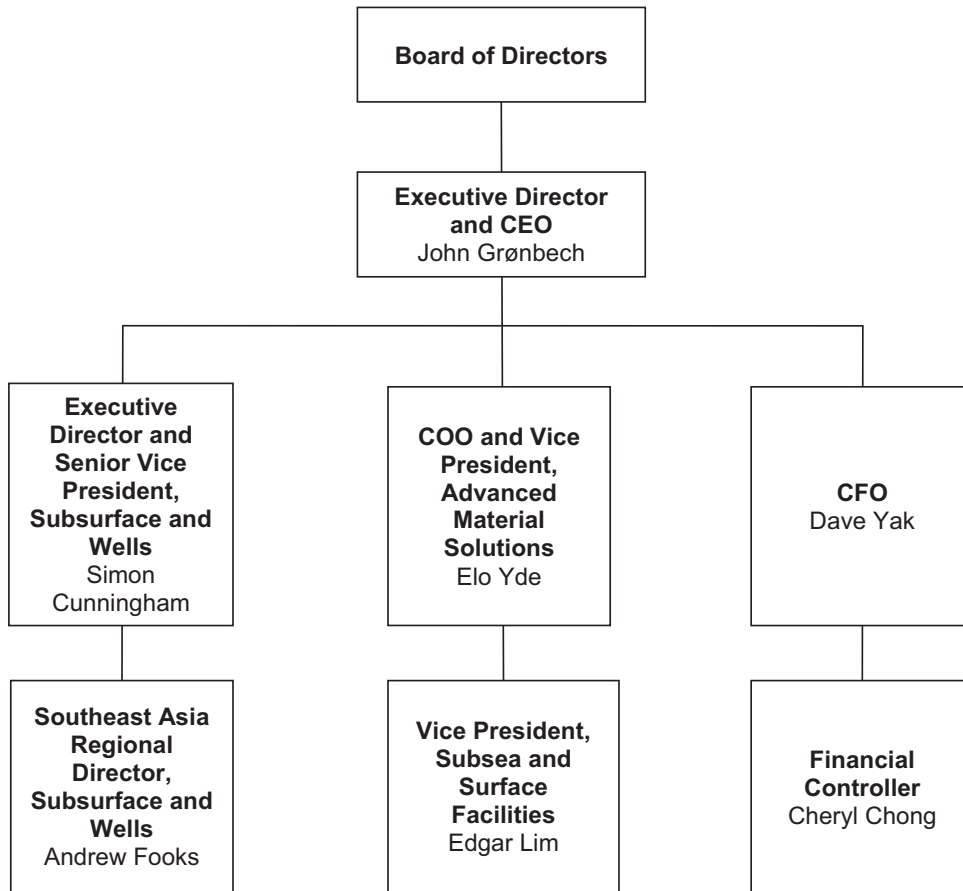 Board of Directors
Executive Director
and CEO
John Grønbech
Executive
Director and
Senior Vice
President,
Subsurface and
Wells
Simon
Cunningham
COO and Vice
President,
Advanced
Material
Solutions
Elo Yde
CFO
Dave Yak
Southeast Asia
Regional
Director,
Subsurface and
Wells
Andrew Fooks
Vice President,
Subsea and
Surface
Facilities
Edgar Lim
Financial
Controller
Cheryl Chong